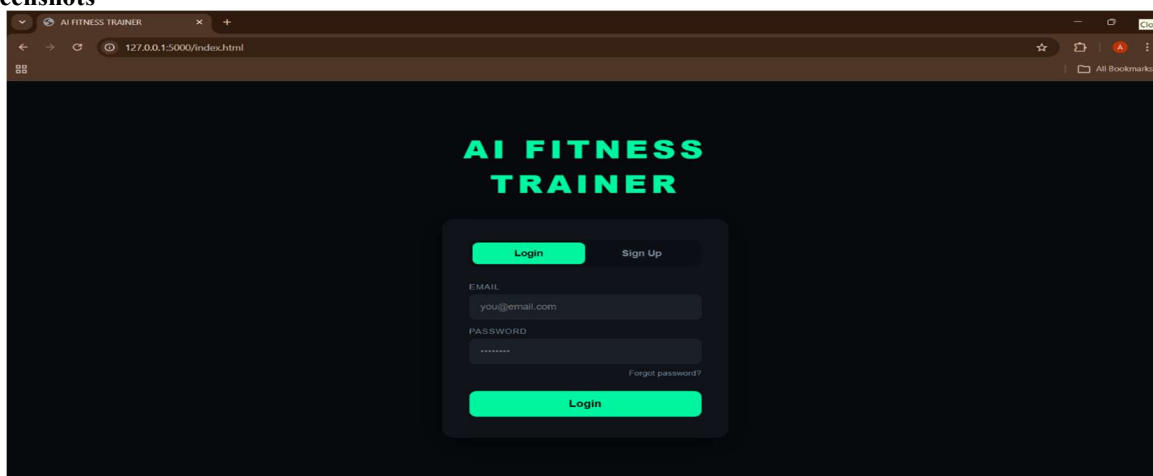 AI FITNESS TRAINER
127.0.0.1:5000/index.html
A
All Bookmarks
AI FITNESS
TRAINER
Login Sign Up
EMAIL
you@email.com
PASSWORD
Forgot password?
Login